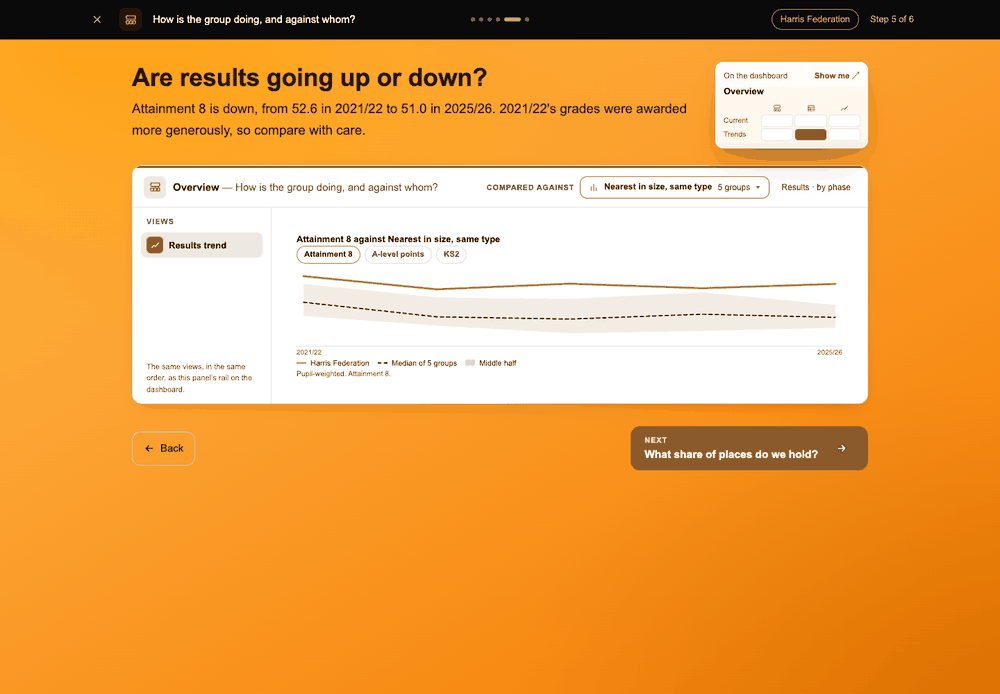 How is the group doing, and against whom?
Harris Federation
Step 5 of 6
Are results going up or down?
Attainment 8 is down, from 52.6 in 2021/22 to 51.0 in 2025/26. 2021/22's grades were awarded
more generously, so compare with care.
On the dashboard
Show me
Overview
Current
Trends
Overview — How is the group doing, and against whom?
COMPARED AGAINST
Nearest in size, same type 5 groups
Results · by phase
VIEWS
Results trend
The same views, in the same
order, as this panel's rail on the
dashboard.
Attainment 8 against Nearest in size, same type
Attainment 8
A-level points
KS2
2021/22
2025/26
Harris Federation
Median of 5 groups
Middle half
Pupil-weighted. Attainment 8.
Back
NEXT
What share of places do we hold?